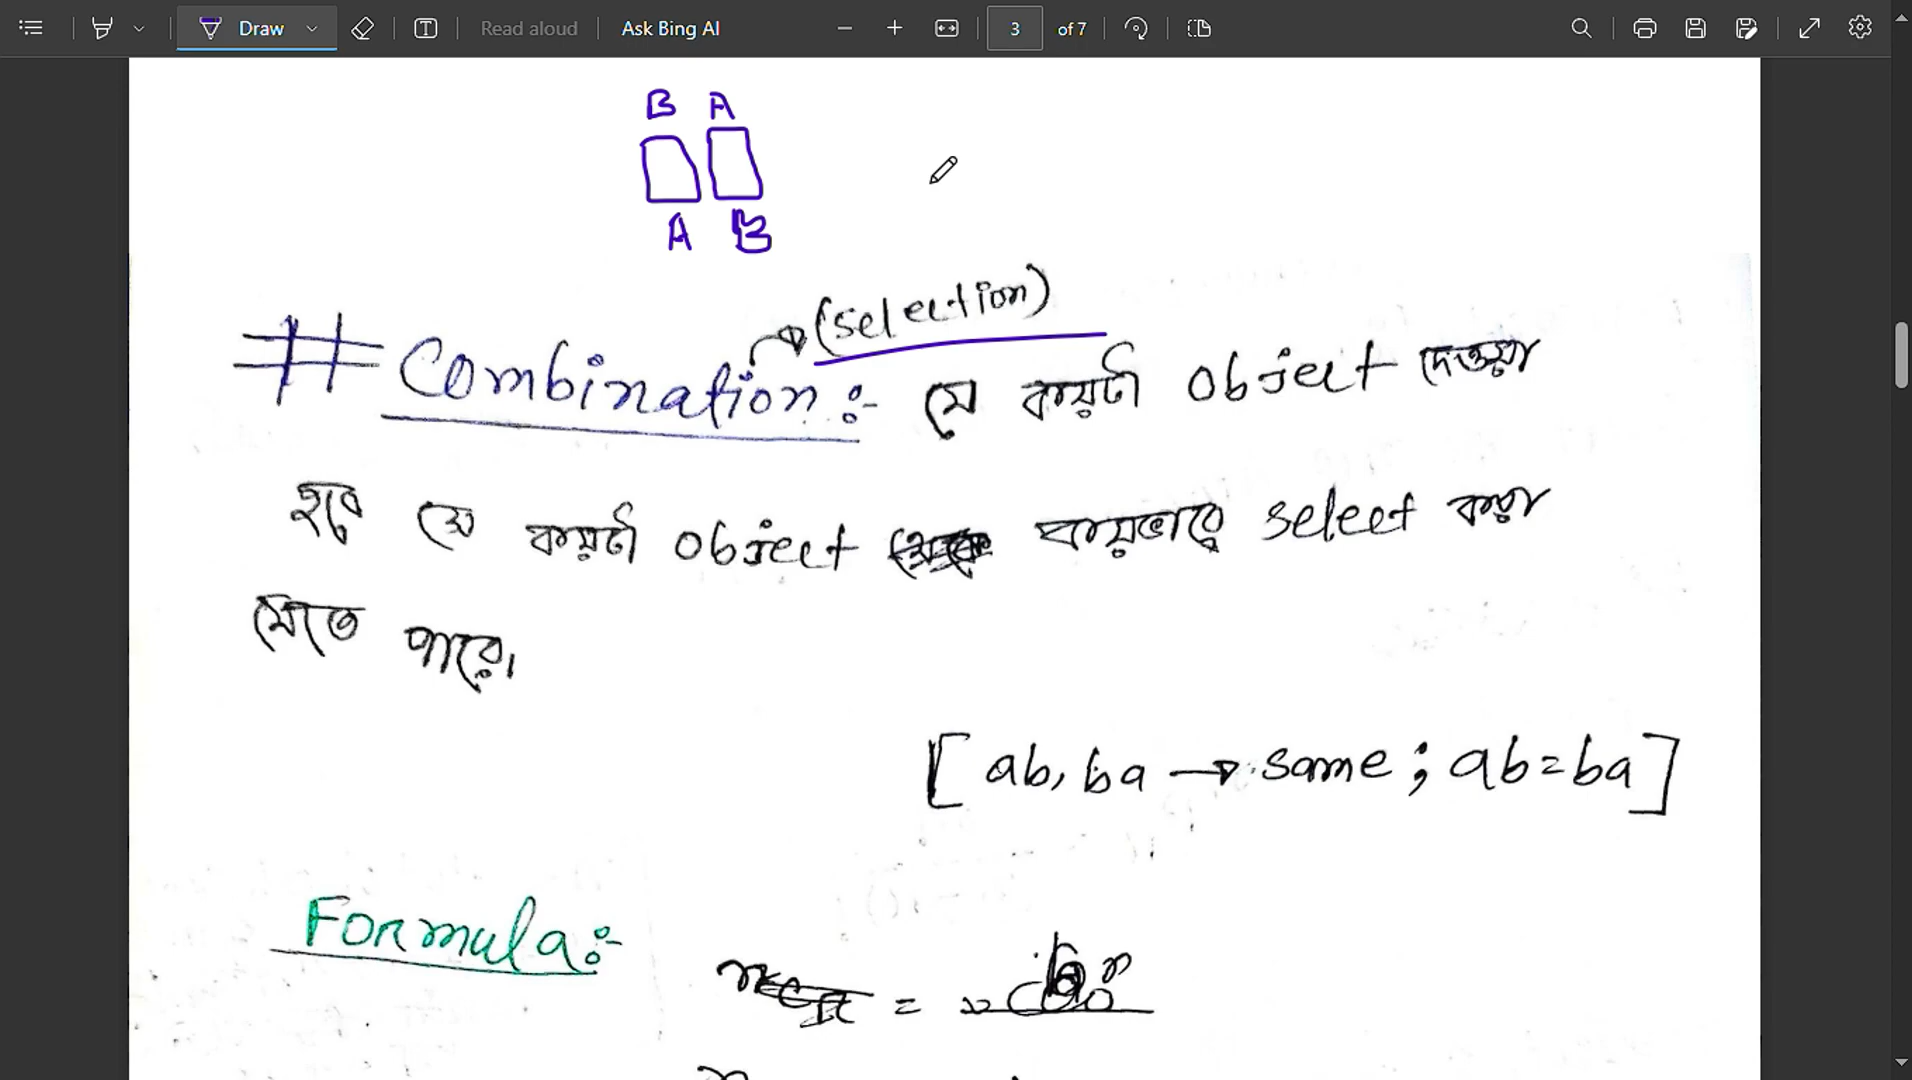 Draw
Read aloud
Ask Bing AI
3 of 7
B A
A B
(selection)
# Combination :- যে কয়টা object দেওয়া
হবে সে কয়টা object কয়ভাবে select করা
যেতে পারে।
[ab, ba → same ; ab = ba]
Formula :-